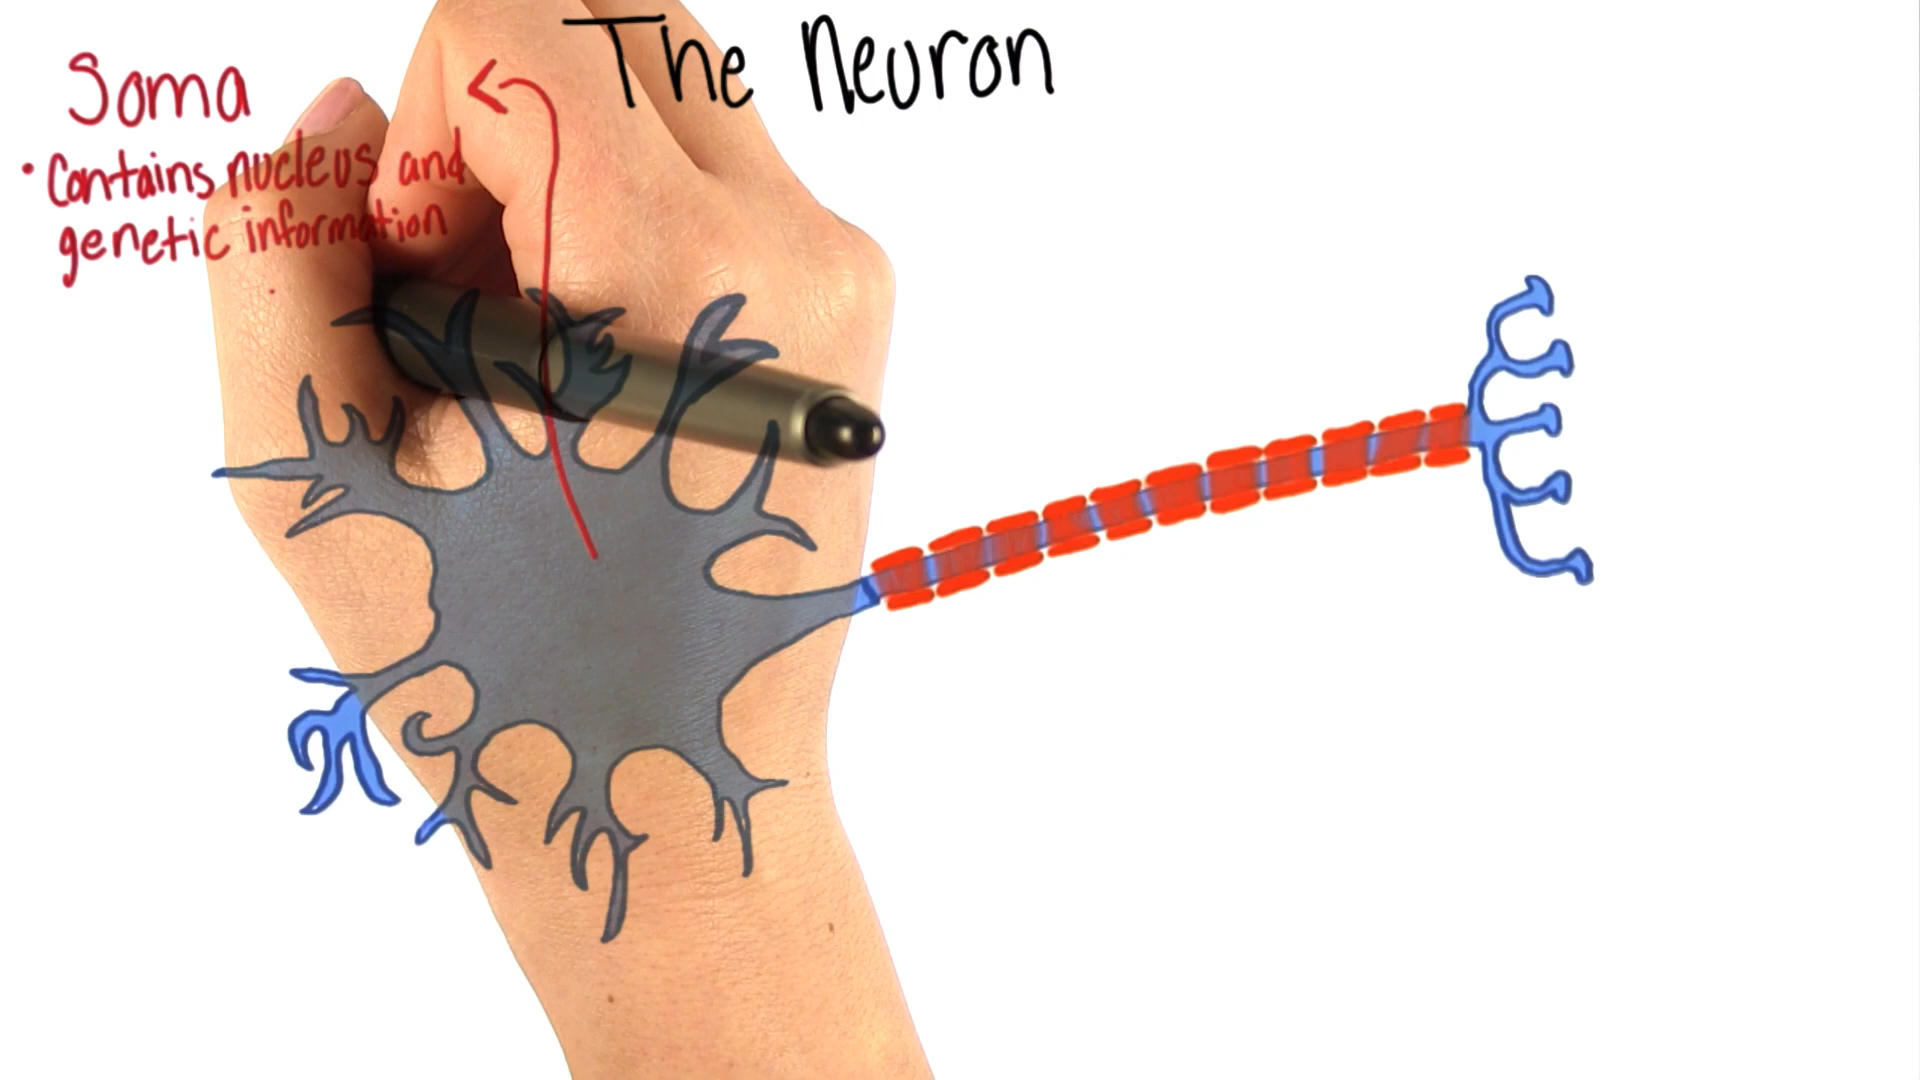 The Neuron
Soma
• Contains nucleus and
genetic information